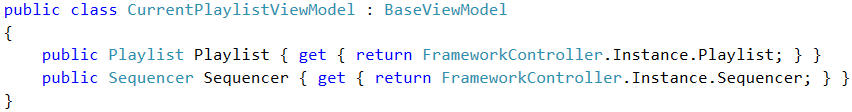 public class CurrentPlaylistViewModel : BaseViewModel
{
    public Playlist Playlist { get { return FrameworkController.Instance.Playlist; } }
    public Sequencer Sequencer { get { return FrameworkController.Instance.Sequencer; } }
}